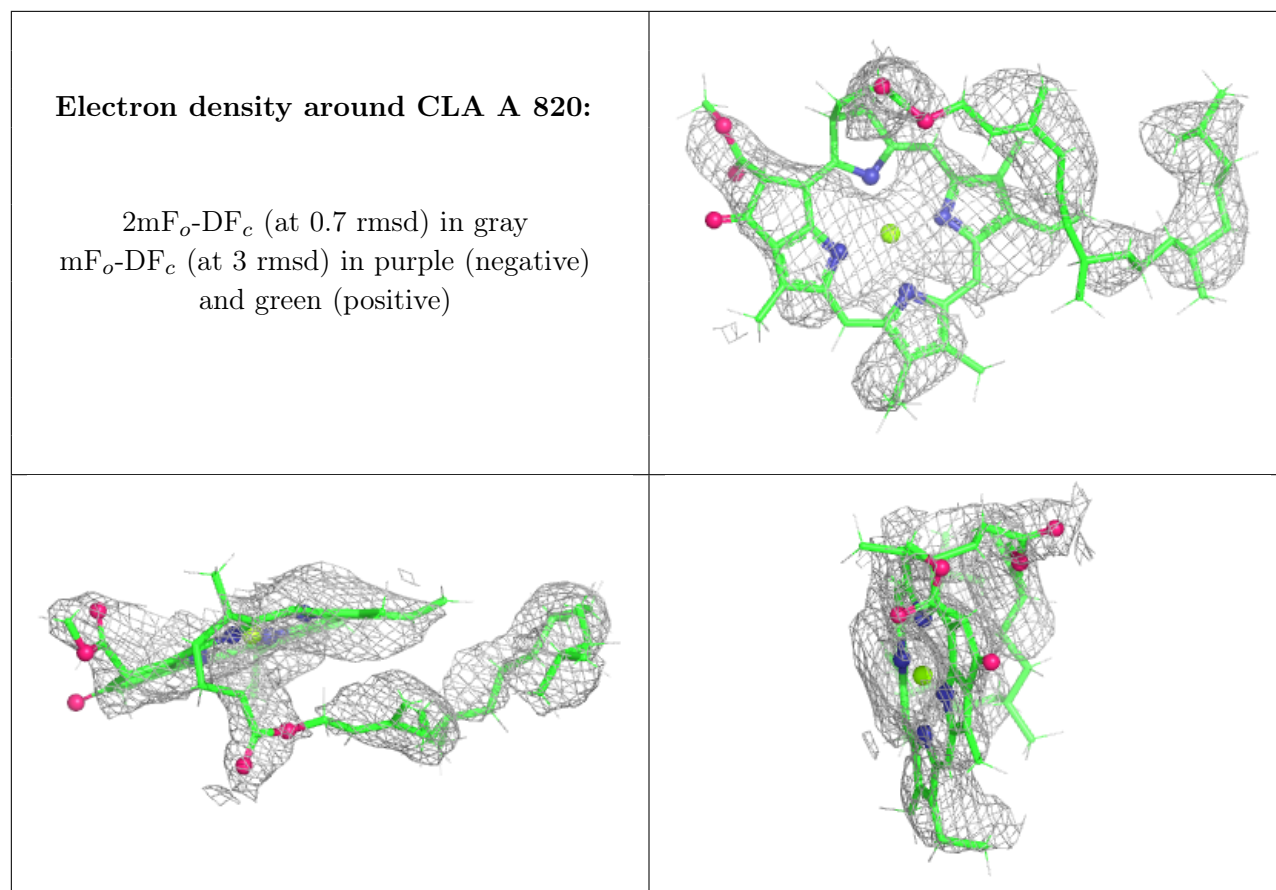 Electron density around CLA A 820:
2mFo-DFc (at 0.7 rmsd) in gray
mFo-DFc (at 3 rmsd) in purple (negative)
and green (positive)